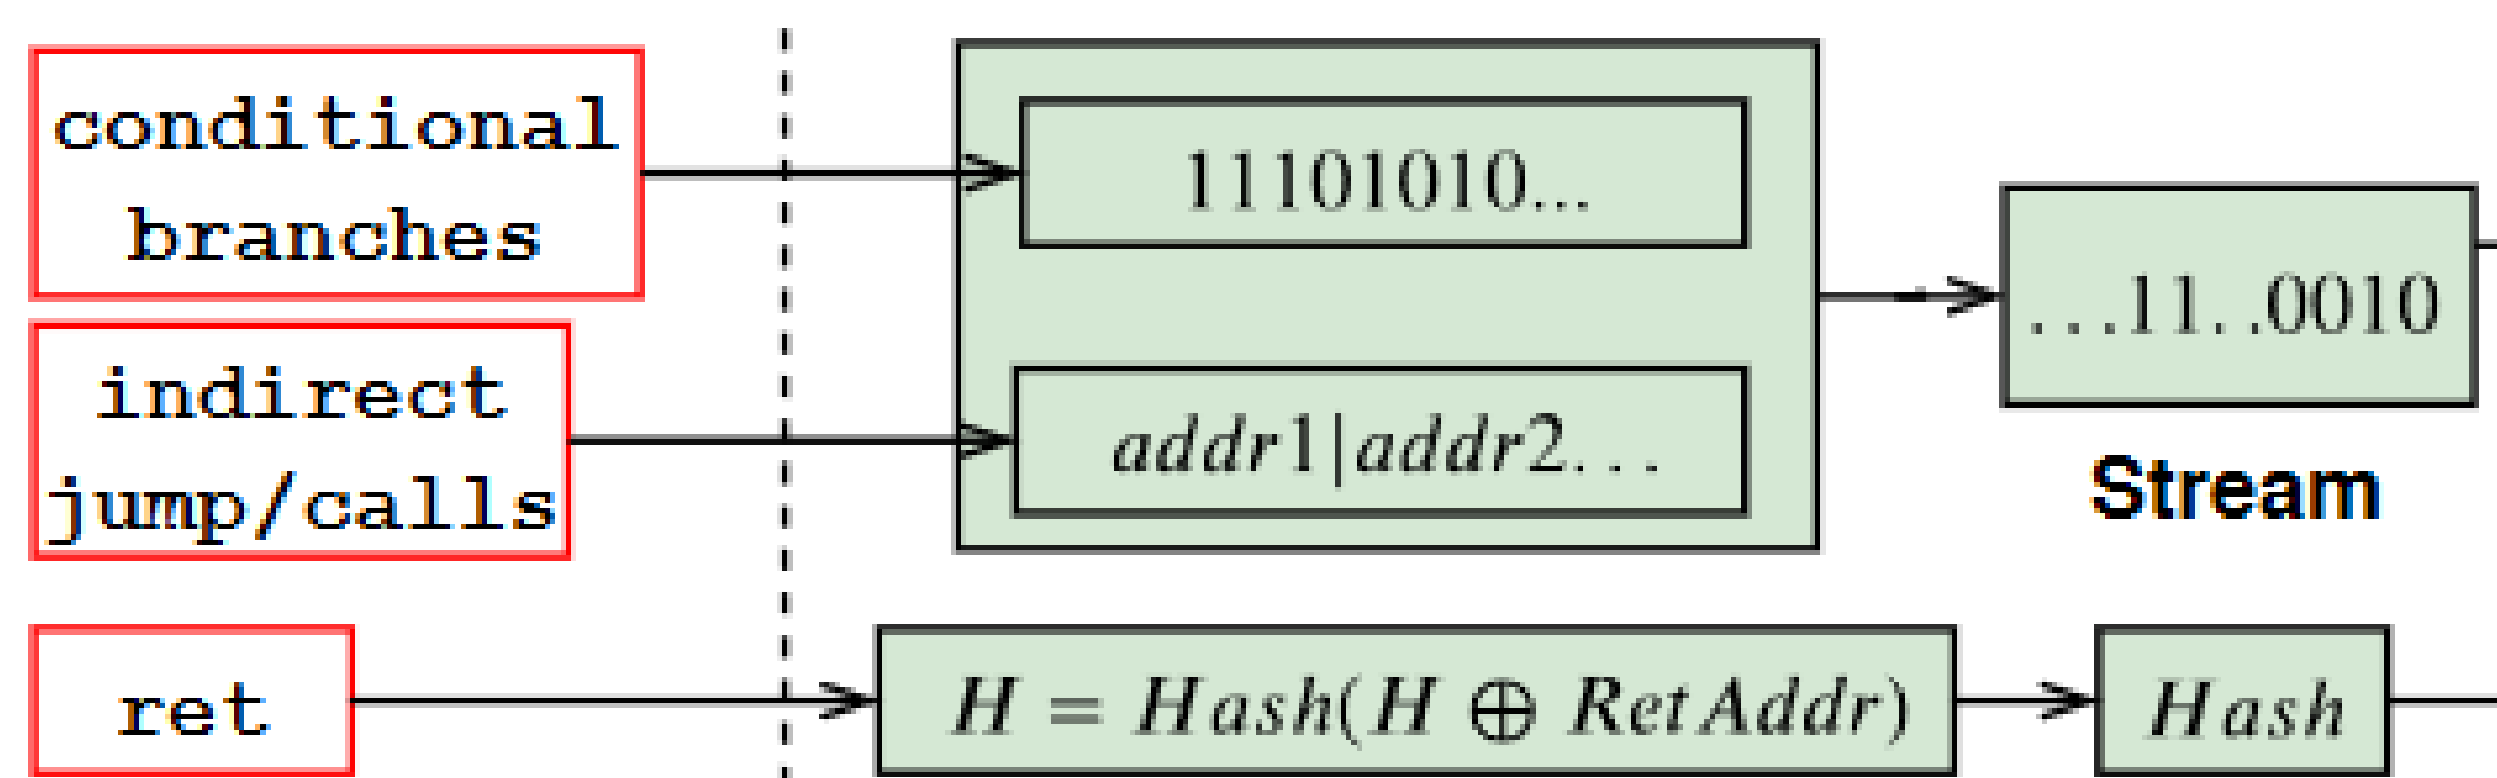 conditional
branches
11101010...
indirect
jump/calls
addr1|addr2...
...11..0010
Stream
ret
H = Hash(H ⊕ RetAddr)
Hash